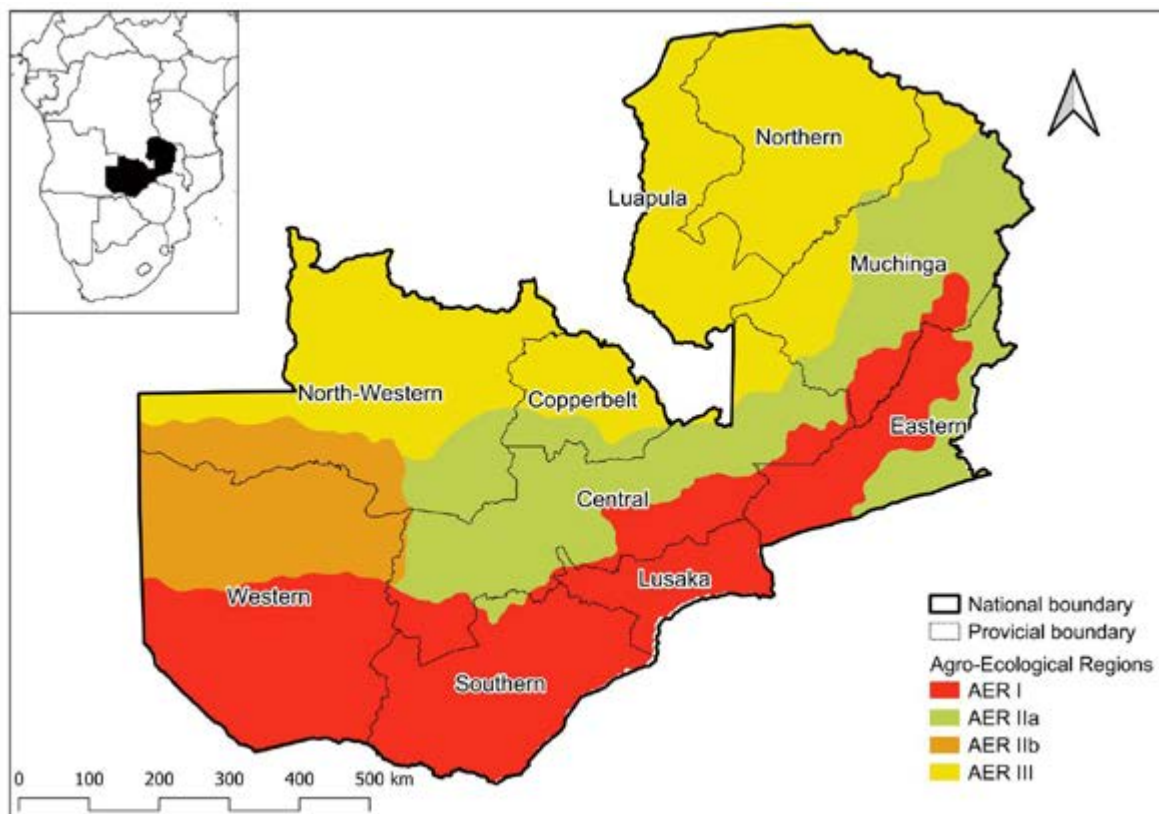 Northern
Luapula
Muchinga
North-Western
Copperbelt
Eastern
Central
Western
Lusaka
Southern
National boundary
Provicial boundary
Agro-Ecological Regions
AER I
AER IIa
AER IIb
AER III
0 100 200 300 400 500 km